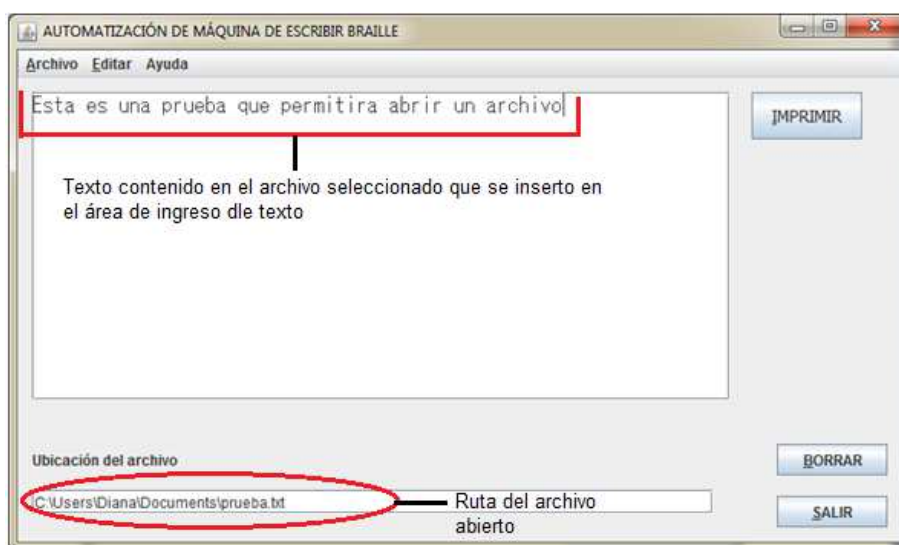 AUTOMATIZACIÓN DE MÁQUINA DE ESCRIBIR BRAILLE
Archivo Editar Ayuda
Esta es una prueba que permitira abrir un archivo
IMPRIMIR
Texto contenido en el archivo seleccionado que se inserto en
el área de ingreso dle texto
Ubicación del archivo
BORRAR
C:\Users\Diana\Documents\prueba.txt
Ruta del archivo
abierto
SALIR